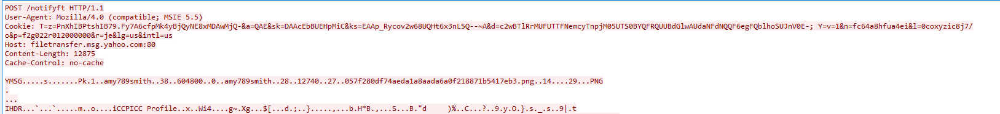 POST /notifyft HTTP/1.1
User-Agent: Mozilla/4.0 (compatible; MSIE 5.5)
Cookie: T=z=PnXhIBPtshIB79.Fy7A6cfpMk4yBjQyNE8xMDAwMjQ-&a=QAE&sk=DAAcEbBUEHpMiC&ks=EAAp_Rycov2w68UQHt6x3nL5Q--~A&d=c2wBTlRrMUFUTTFNemcyTnpjM05UTS0BYQFRQUUBdGlwAUdaNFdNQQF6egFQblhoSUJnV0E-; Y=v=1&n=fc64a8hfua4ei&l=0coxyzic8j7/
o&p=f2g022r012000000&r=je&lg=us&intl=us
Host: filetransfer.msg.yahoo.com:80
Content-Length: 12875
Cache-Control: no-cache
YMSG.....s.......Pk.1..amy789smith..38..604800..0..amy789smith..28..12740..27..057f280df74aeda1a8aada6a0f218871b5417eb3.png..14....29...PNG
.
...
IHDR...`...`.....m..o....iCCPICC Profile..x..Wi4....g~.Xg...$[...d.;..}.....,...b.H*B.,...S...B."d     )%..C...?..9.y.O.}.s._.s..9|.t